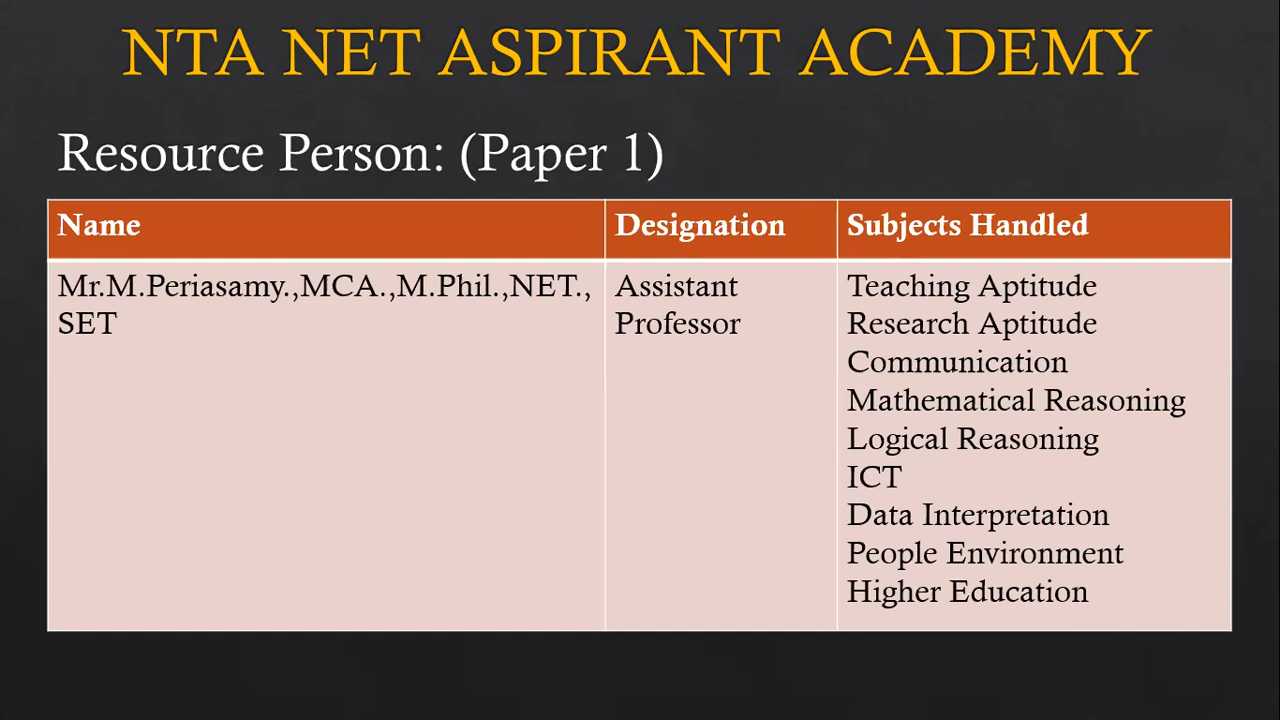 NTA NET ASPIRANT ACADEMY
Resource Person: (Paper 1)
Name
Designation
Subjects Handled
Mr.M.Periasamy.,MCA.,M.Phil.,NET.,
SET
Assistant
Professor
Teaching Aptitude
Research Aptitude
Communication
Mathematical Reasoning
Logical Reasoning
ICT
Data Interpretation
People Environment
Higher Education